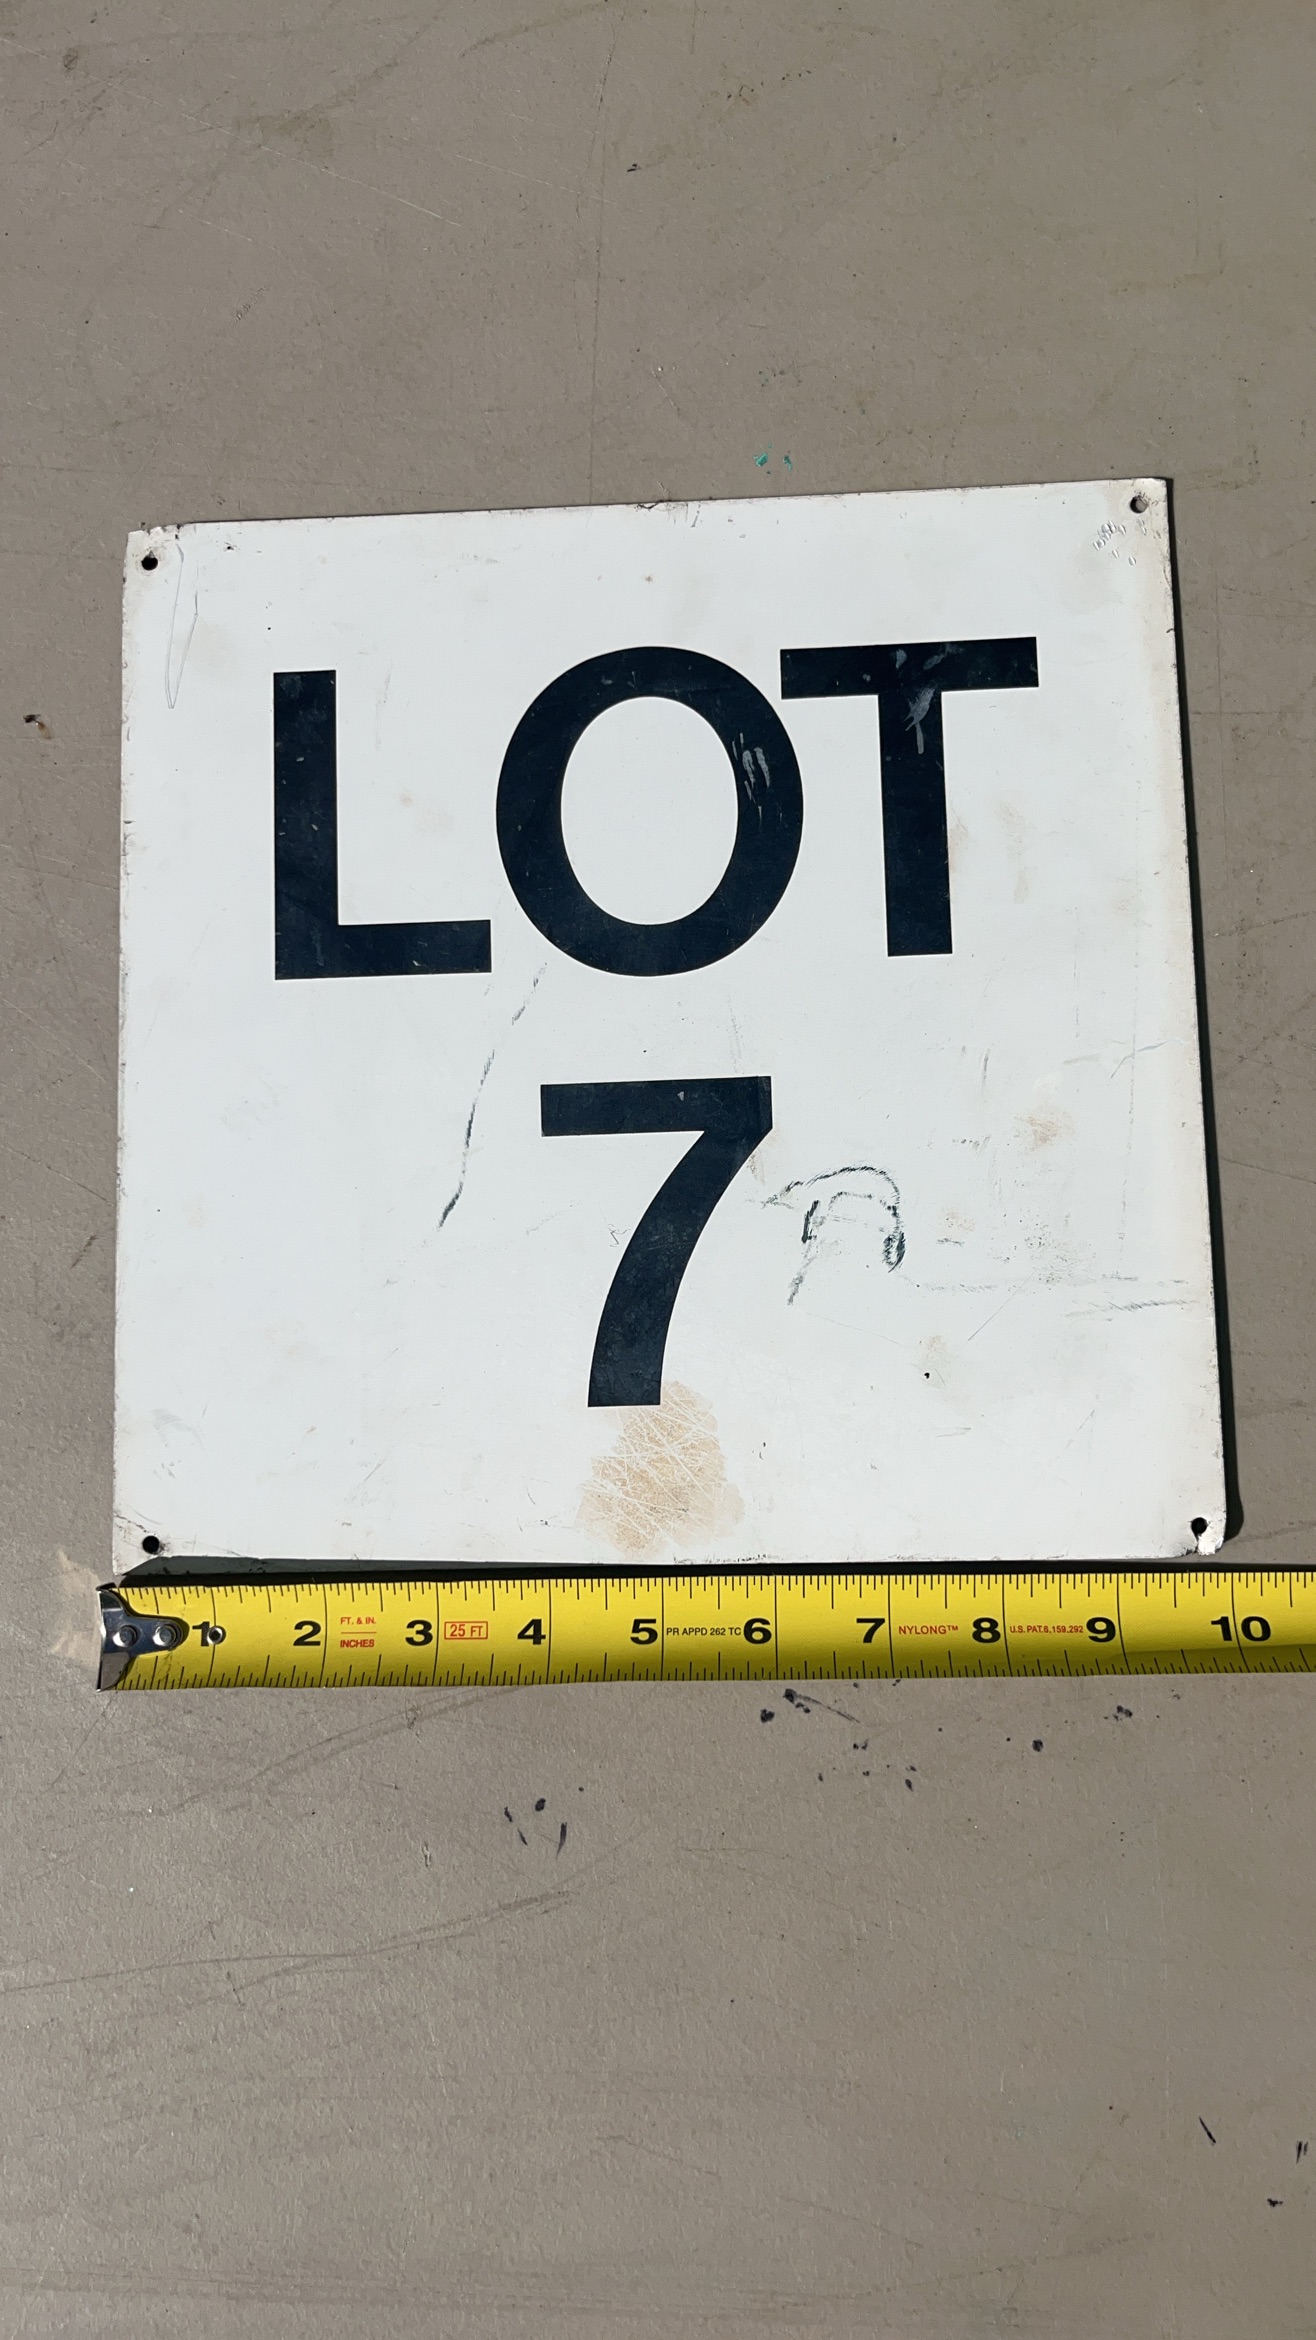 LOT
7
1 2 FT. & IN. INCHES 3 25 FT 4 5 PR APPD 262 TC 6 7 NYLONG™ 8 U.S. PAT.6,159.292 9 10